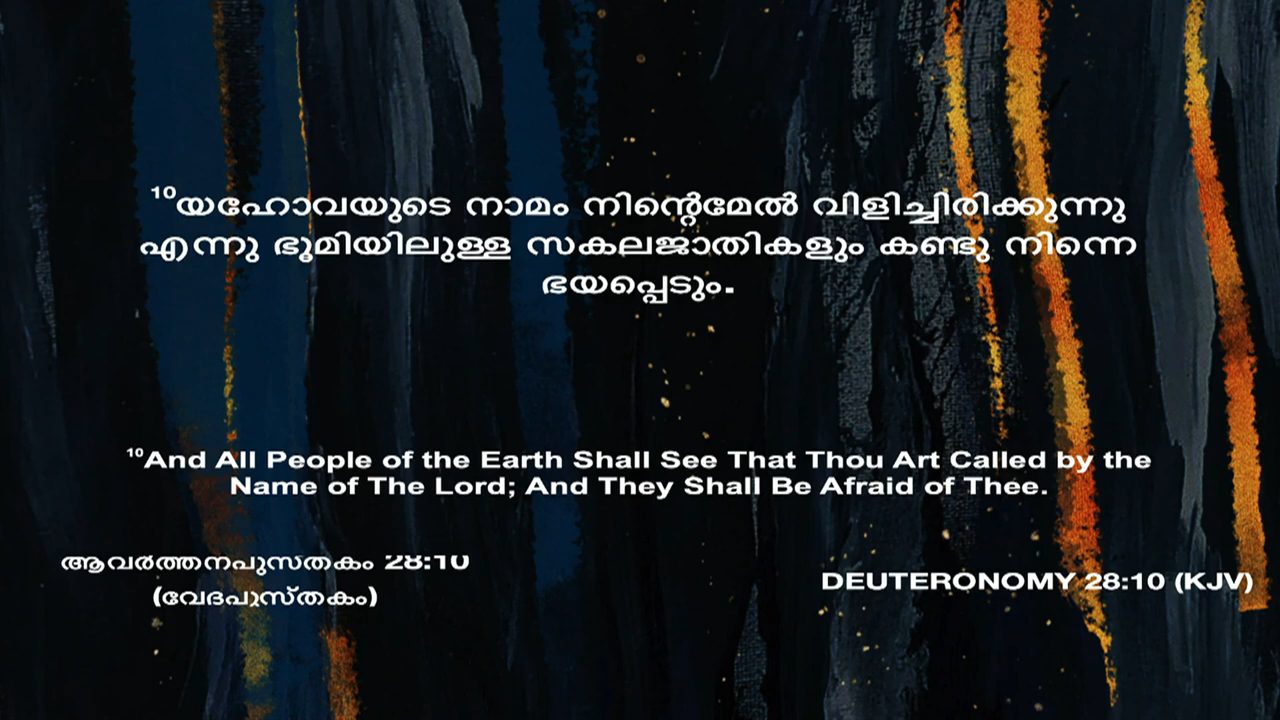 ¹⁰യഹോവയുടെ നാമം നിന്റെമേൽ വിളിച്ചിരിക്കുന്നു
എന്നു ഭൂമിയിലുള്ള സകലജാതികളും കണ്ടു നിന്നെ
ഭയപ്പെടും.
¹⁰And All People of the Earth Shall See That Thou Art Called by the
Name of The Lord; And They Shall Be Afraid of Thee.
ആവർത്തനപുസ്തകം 28:10
(വേദപുസ്തകം)
DEUTERONOMY 28:10 (KJV)